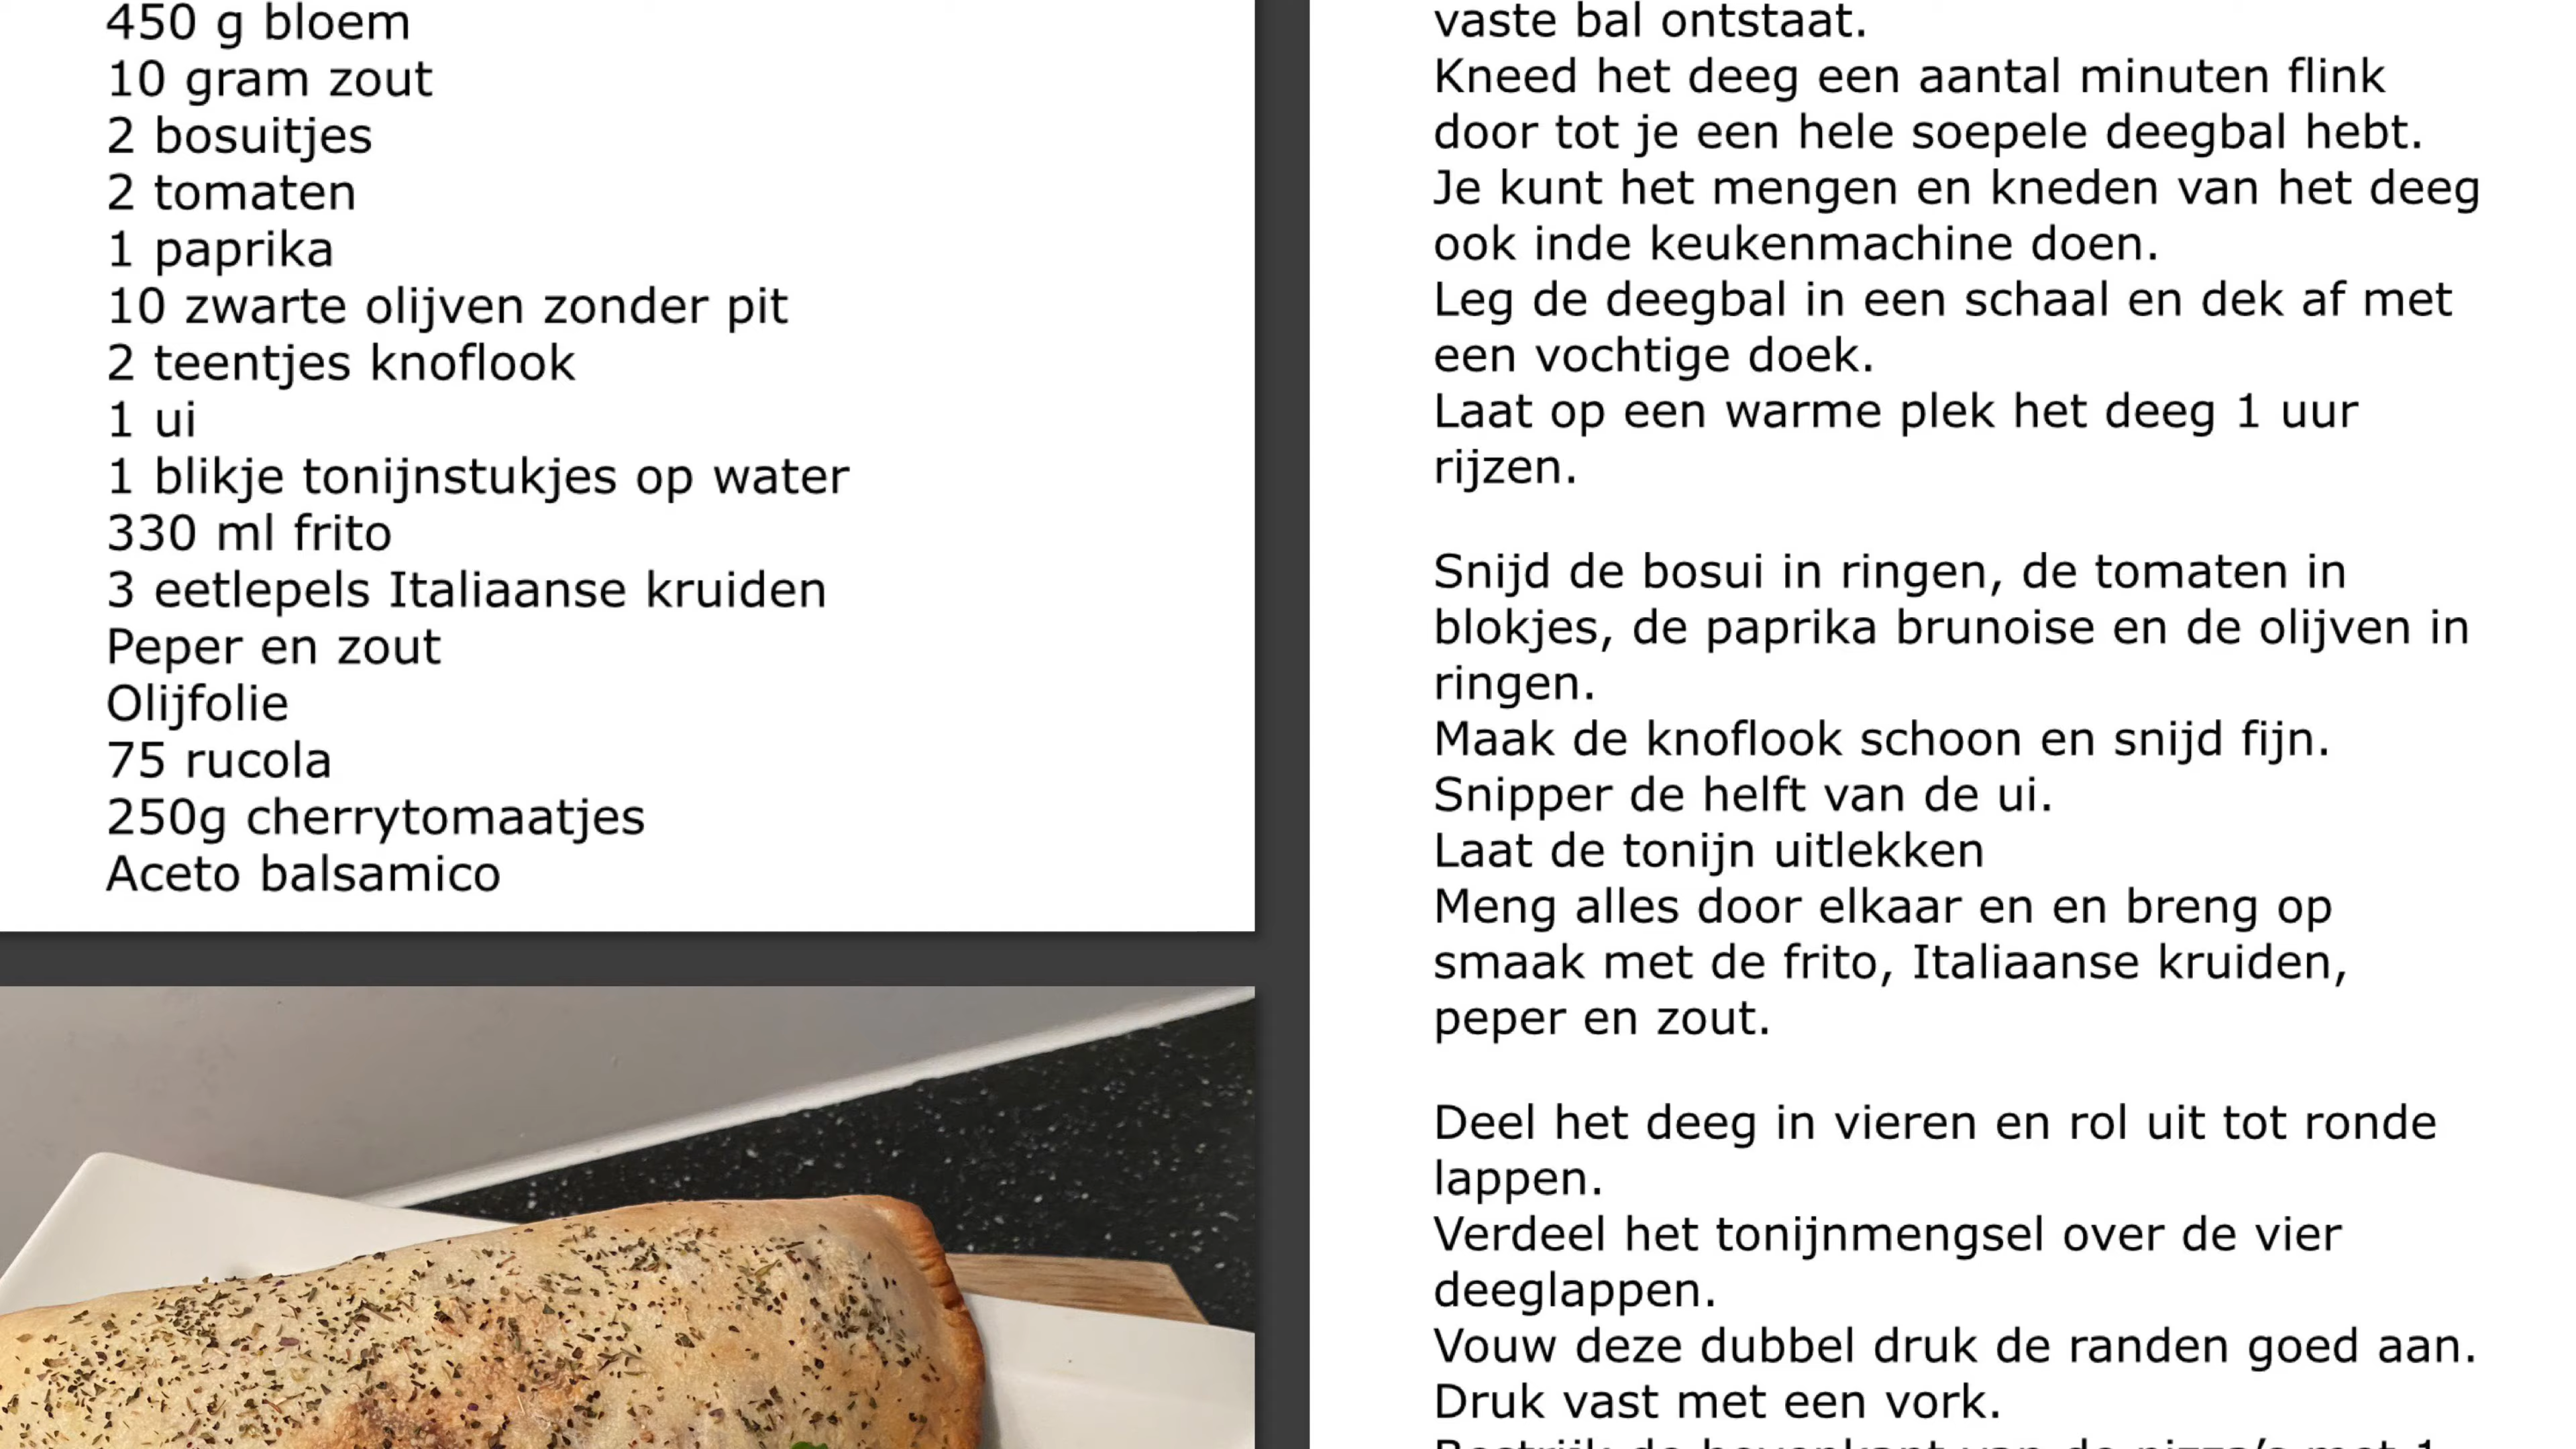 450 g bloem
10 gram zout
2 bosuitjes
2 tomaten
1 paprika
10 zwarte olijven zonder pit
2 teentjes knoflook
1 ui
1 blikje tonijnstukjes op water
330 ml frito
3 eetlepels Italiaanse kruiden
Peper en zout
Olijfolie
75 rucola
250g cherrytomaatjes
Aceto balsamico
vaste bal ontstaat.
Kneed het deeg een aantal minuten flink
door tot je een hele soepele deegbal hebt.
Je kunt het mengen en kneden van het deeg
ook inde keukenmachine doen.
Leg de deegbal in een schaal en dek af met
een vochtige doek.
Laat op een warme plek het deeg 1 uur
rijzen.
Snijd de bosui in ringen, de tomaten in
blokjes, de paprika brunoise en de olijven in
ringen.
Maak de knoflook schoon en snijd fijn.
Snipper de helft van de ui.
Laat de tonijn uitlekken
Meng alles door elkaar en en breng op
smaak met de frito, Italiaanse kruiden,
peper en zout.
Deel het deeg in vieren en rol uit tot ronde
lappen.
Verdeel het tonijnmengsel over de vier
deeglappen.
Vouw deze dubbel druk de randen goed aan.
Druk vast met een vork.
Bestrijk de bovenkant van de pizza's met 1